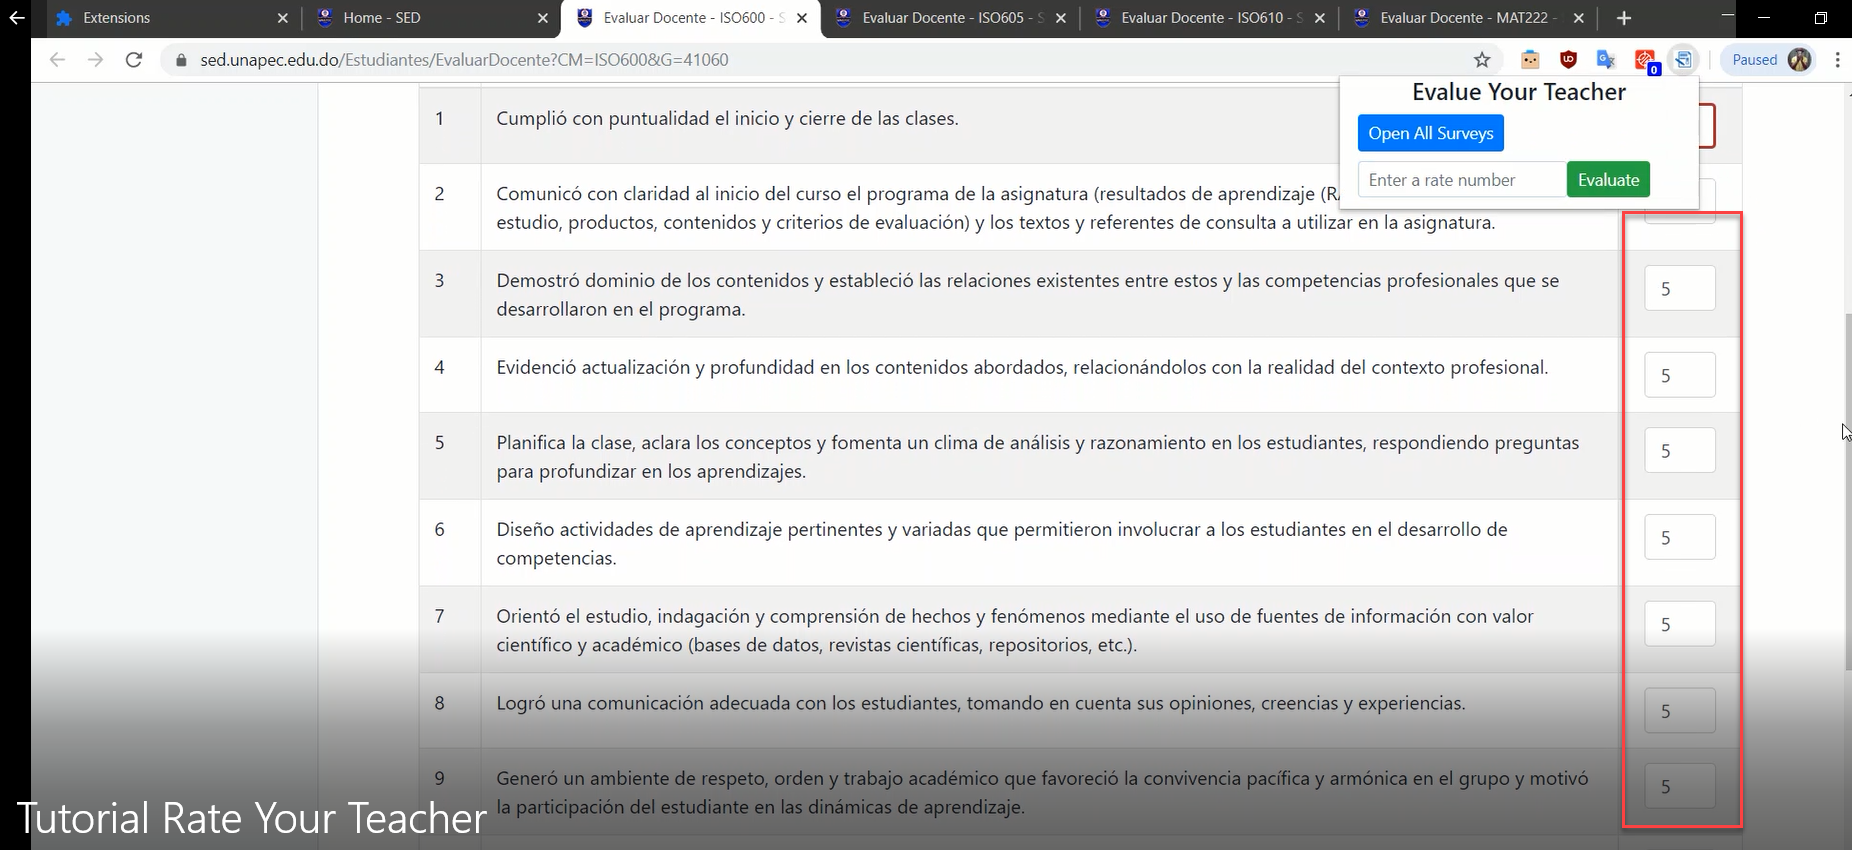 Extensions
Home - SED
Evaluar Docente - ISO600 - S
Evaluar Docente - ISO605 - S
Evaluar Docente - ISO610 - S
Evaluar Docente - MAT222 -
sed.unapec.edu.do/Estudiantes/EvaluarDocente?CM=ISO600&G=41060
0
Paused
Evalue Your Teacher
Open All Surveys
Enter a rate number
Evaluate
1
Cumplió con puntualidad el inicio y cierre de las clases.
2
Comunicó con claridad al inicio del curso el programa de la asignatura (resultados de aprendizaje (RA
estudio, productos, contenidos y criterios de evaluación) y los textos y referentes de consulta a utilizar en la asignatura.
3
Demostró dominio de los contenidos y estableció las relaciones existentes entre estos y las competencias profesionales que se
desarrollaron en el programa.
5
4
Evidenció actualización y profundidad en los contenidos abordados, relacionándolos con la realidad del contexto profesional.
5
5
Planifica la clase, aclara los conceptos y fomenta un clima de análisis y razonamiento en los estudiantes, respondiendo preguntas
para profundizar en los aprendizajes.
5
6
Diseño actividades de aprendizaje pertinentes y variadas que permitieron involucrar a los estudiantes en el desarrollo de
competencias.
5
7
Orientó el estudio, indagación y comprensión de hechos y fenómenos mediante el uso de fuentes de información con valor
científico y académico (bases de datos, revistas científicas, repositorios, etc.).
5
8
Logró una comunicación adecuada con los estudiantes, tomando en cuenta sus opiniones, creencias y experiencias.
5
9
Generó un ambiente de respeto, orden y trabajo académico que favoreció la convivencia pacífica y armónica en el grupo y motivó
la participación del estudiante en las dinámicas de aprendizaje.
5
Tutorial Rate Your Teacher